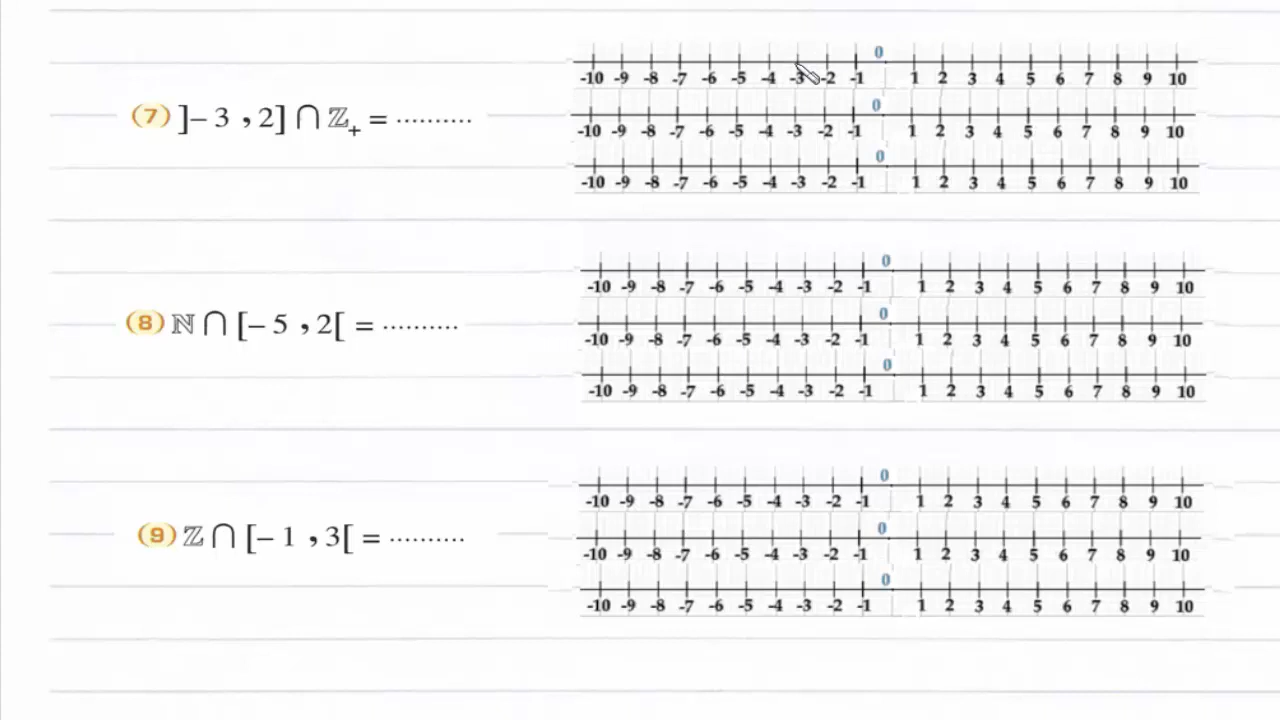 0
-10 -9 -8 -7 -6 -5 -4 -3 -2 -1 1 2 3 4 5 6 7 8 9 10
(7) ]– 3 , 2] ∩ ℤ₊ = ..........
0
-10 -9 -8 -7 -6 -5 -4 -3 -2 -1 1 2 3 4 5 6 7 8 9 10
0
-10 -9 -8 -7 -6 -5 -4 -3 -2 -1 1 2 3 4 5 6 7 8 9 10
0
-10 -9 -8 -7 -6 -5 -4 -3 -2 -1 1 2 3 4 5 6 7 8 9 10
(8) ℕ ∩ [– 5 , 2[ = ..........
0
-10 -9 -8 -7 -6 -5 -4 -3 -2 -1 1 2 3 4 5 6 7 8 9 10
0
-10 -9 -8 -7 -6 -5 -4 -3 -2 -1 1 2 3 4 5 6 7 8 9 10
0
-10 -9 -8 -7 -6 -5 -4 -3 -2 -1 1 2 3 4 5 6 7 8 9 10
(9) ℤ ∩ [– 1 , 3[ = ..........
0
-10 -9 -8 -7 -6 -5 -4 -3 -2 -1 1 2 3 4 5 6 7 8 9 10
0
-10 -9 -8 -7 -6 -5 -4 -3 -2 -1 1 2 3 4 5 6 7 8 9 10